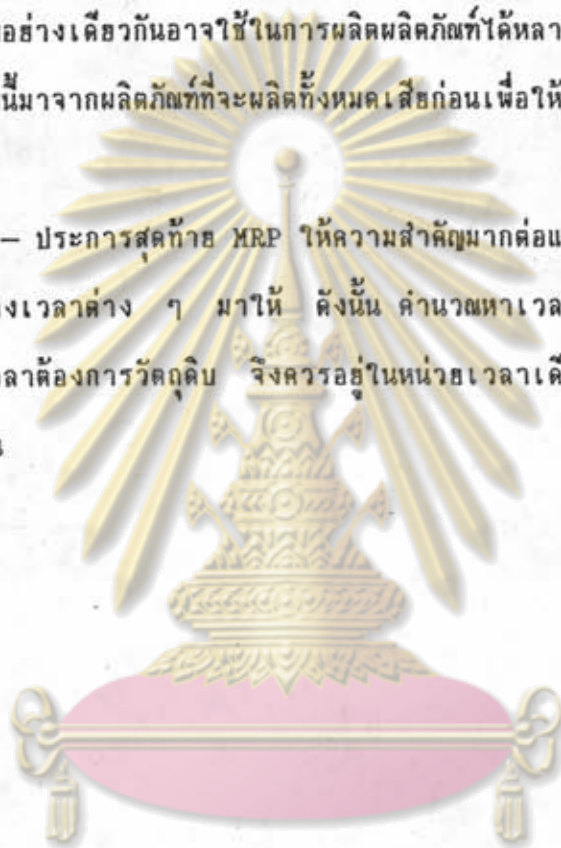 อย่างเดียวกันอาจใช้ในการผลิตผลิตภัณฑ์ได้หลา
นี้มาจากผลิตภัณฑ์ที่จะผลิตทั้งหมดเสียก่อนเพื่อให้
— ประการสุดท้าย MRP ให้ความสำคัญมากต่อแ
งเวลาต่าง ๆ มาให้ ดังนั้น คำนวณหาเวล
ลาต้องการวัตถุดิบ จึงควรอยู่ในหน่วยเวลาเดี
น